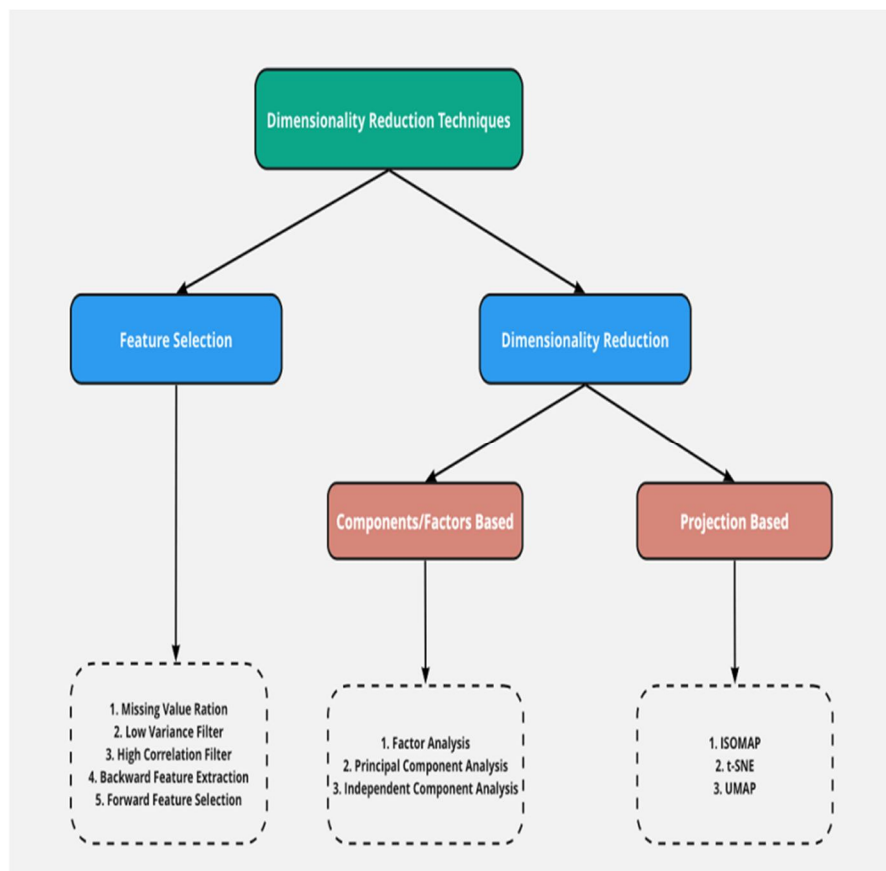 Dimensionality Reduction Techniques
Feature Selection
Dimensionality Reduction
Components/Factors Based
Projection Based
1. Missing Value Ration
2. Low Variance Filter
3. High Correlation Filter
4. Backward Feature Extraction
5. Forward Feature Selection
1. Factor Analysis
2. Principal Component Analysis
3. Independent Component Analysis
1. ISOMAP
2. t-SNE
3. UMAP